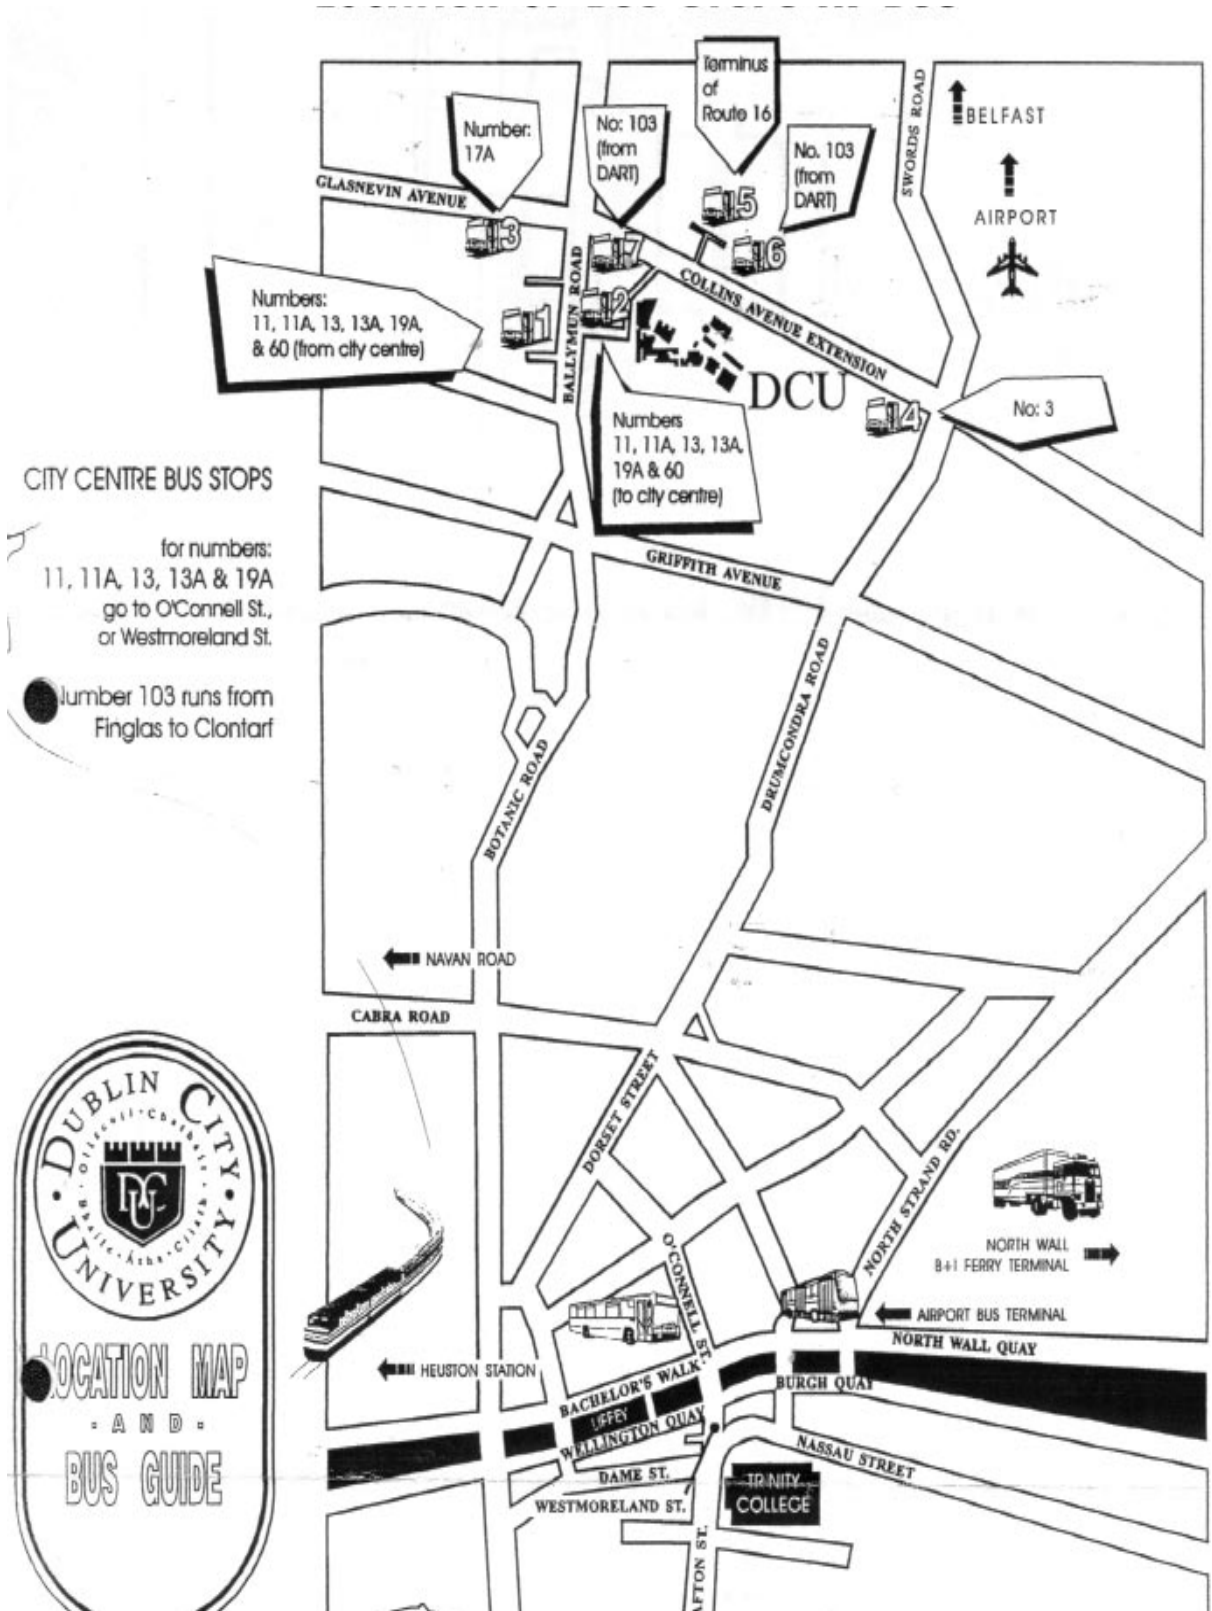 Terminus
of
Route 16
Number:
17A
No: 103
(from
DART)
No. 103
(from
DART)
SWORDS ROAD
BELFAST
AIRPORT
GLASNEVIN AVENUE
5
3
7
6
BALLYMUN ROAD
COLLINS AVENUE EXTENSION
Numbers:
11, 11A, 13, 13A, 19A,
& 60 (from city centre)
1
2
DCU
4
No: 3
Numbers
11, 11A, 13, 13A,
19A & 60
(to city centre)
CITY CENTRE BUS STOPS
for numbers:
11, 11A, 13, 13A & 19A
go to O'Connell St.,
or Westmoreland St.
Number 103 runs from
Finglas to Clontarf
GRIFFITH AVENUE
DRUMCONDRA ROAD
BOTANIC ROAD
NAVAN ROAD
CABRA ROAD
DORSET STREET
NORTH STRAND RD.
O'CONNELL ST.
NORTH WALL
B+I FERRY TERMINAL
AIRPORT BUS TERMINAL
NORTH WALL QUAY
HEUSTON STATION
BACHELOR'S WALK
BURGH QUAY
LIFFEY
WELLINGTON QUAY
NASSAU STREET
DAME ST.
TRINITY
COLLEGE
WESTMORELAND ST.
AFTON ST.
DUBLIN CITY
UNIVERSITY
DCU
LOCATION MAP
- AND -
BUS GUIDE